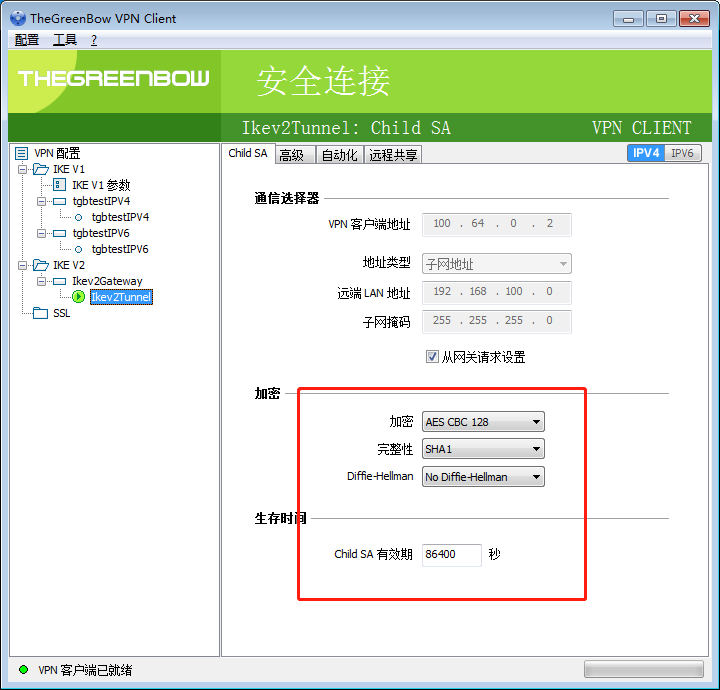 TheGreenBow VPN Client
配置 工具 ?
THEGREENBOW 安全连接
Ikev2Tunnel: Child SA VPN CLIENT
VPN 配置
IKE V1
IKE V1 参数
tgbtestIPV4
tgbtestIPV4
tgbtestIPV6
tgbtestIPV6
IKE V2
Ikev2Gateway
Ikev2Tunnel
SSL
Child SA 高级 自动化 远程共享 IPV4 IPV6
通信选择器
VPN 客户端地址 100 . 64 . 0 . 2
地址类型 子网地址
远端 LAN 地址 192 . 168 . 100 . 0
子网掩码 255 . 255 . 255 . 0
从网关请求设置
加密
加密 AES CBC 128
完整性 SHA1
Diffie-Hellman No Diffie-Hellman
生存时间
Child SA 有效期 86400 秒
VPN 客户端已就绪